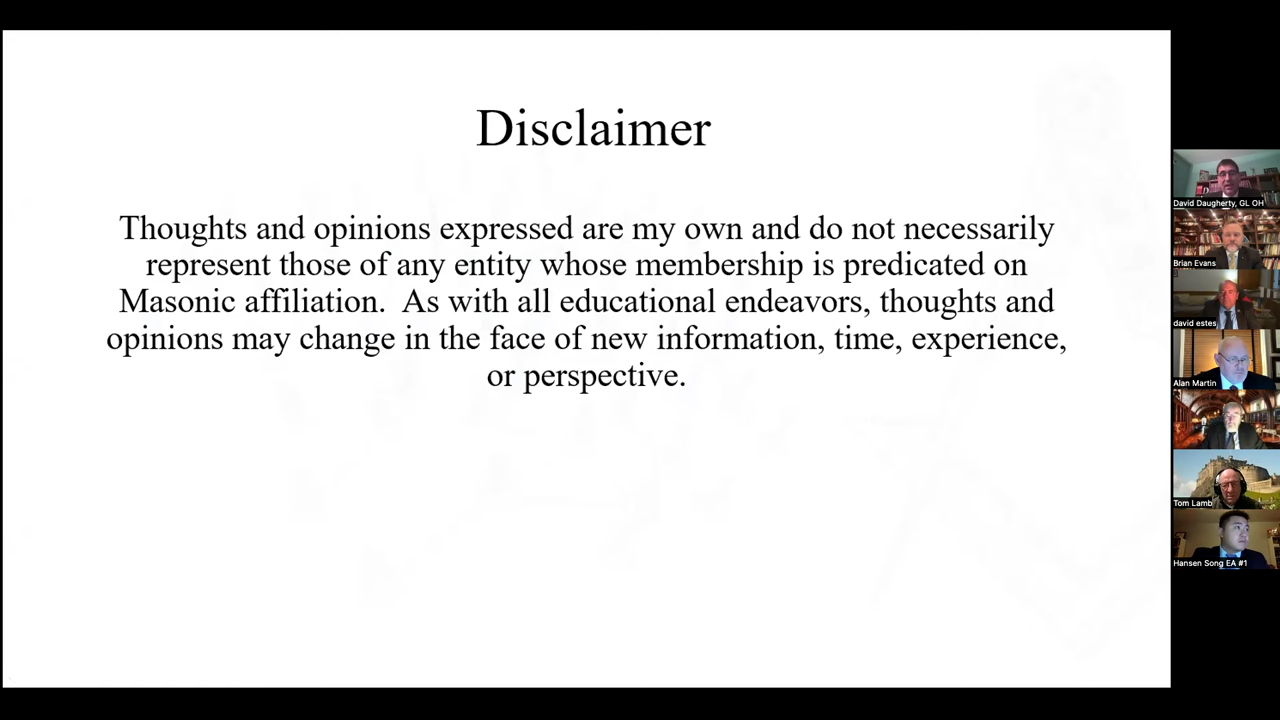 Disclaimer
Thoughts and opinions expressed are my own and do not necessarily
represent those of any entity whose membership is predicated on
Masonic affiliation.  As with all educational endeavors, thoughts and
opinions may change in the face of new information, time, experience,
or perspective.
David Daugherty, GL OH
Brian Evans
david estes
Alan Martin
Tom Lamb
Hansen Song EA #1